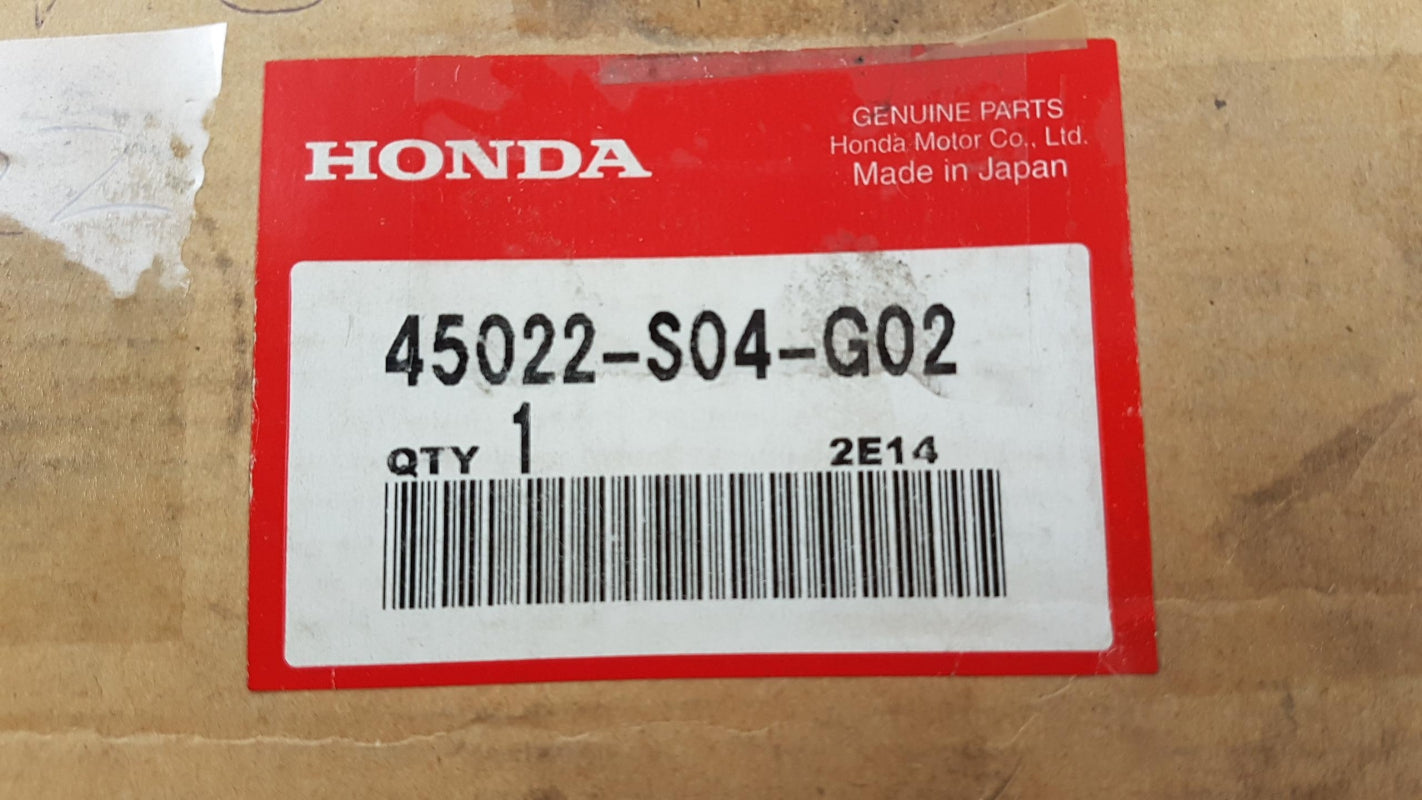 HONDA
GENUINE PARTS
Honda Motor Co., Ltd.
Made in Japan
45022-S04-G02
QTY 1
2E14